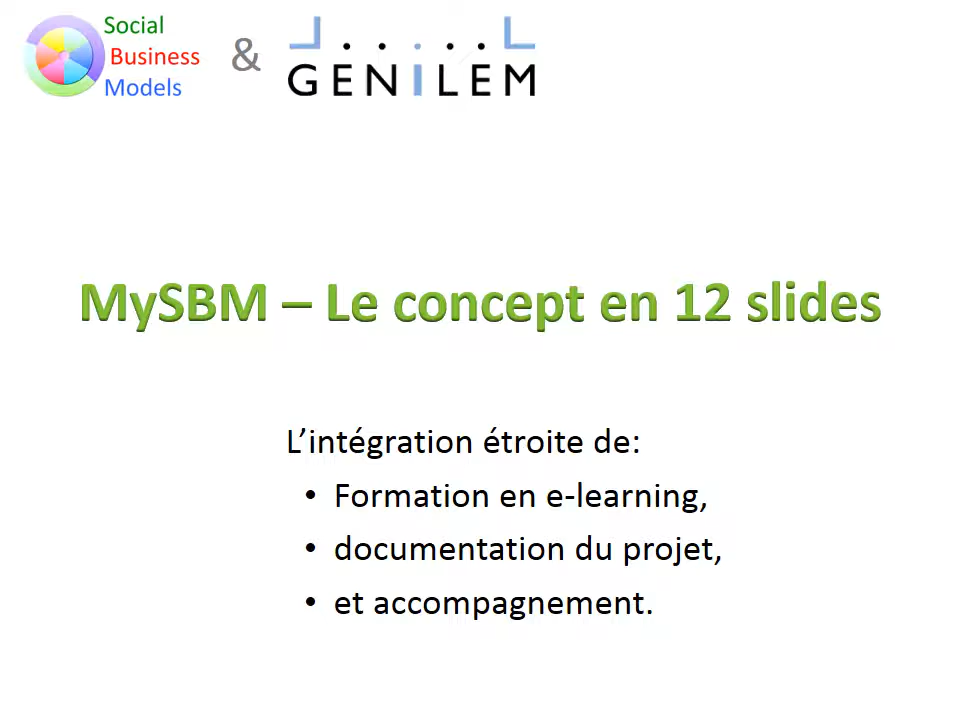 Social
Business
Models
&
GENiLEM
MySBM – Le concept en 12 slides
L’intégration étroite de:
• Formation en e-learning,
• documentation du projet,
• et accompagnement.